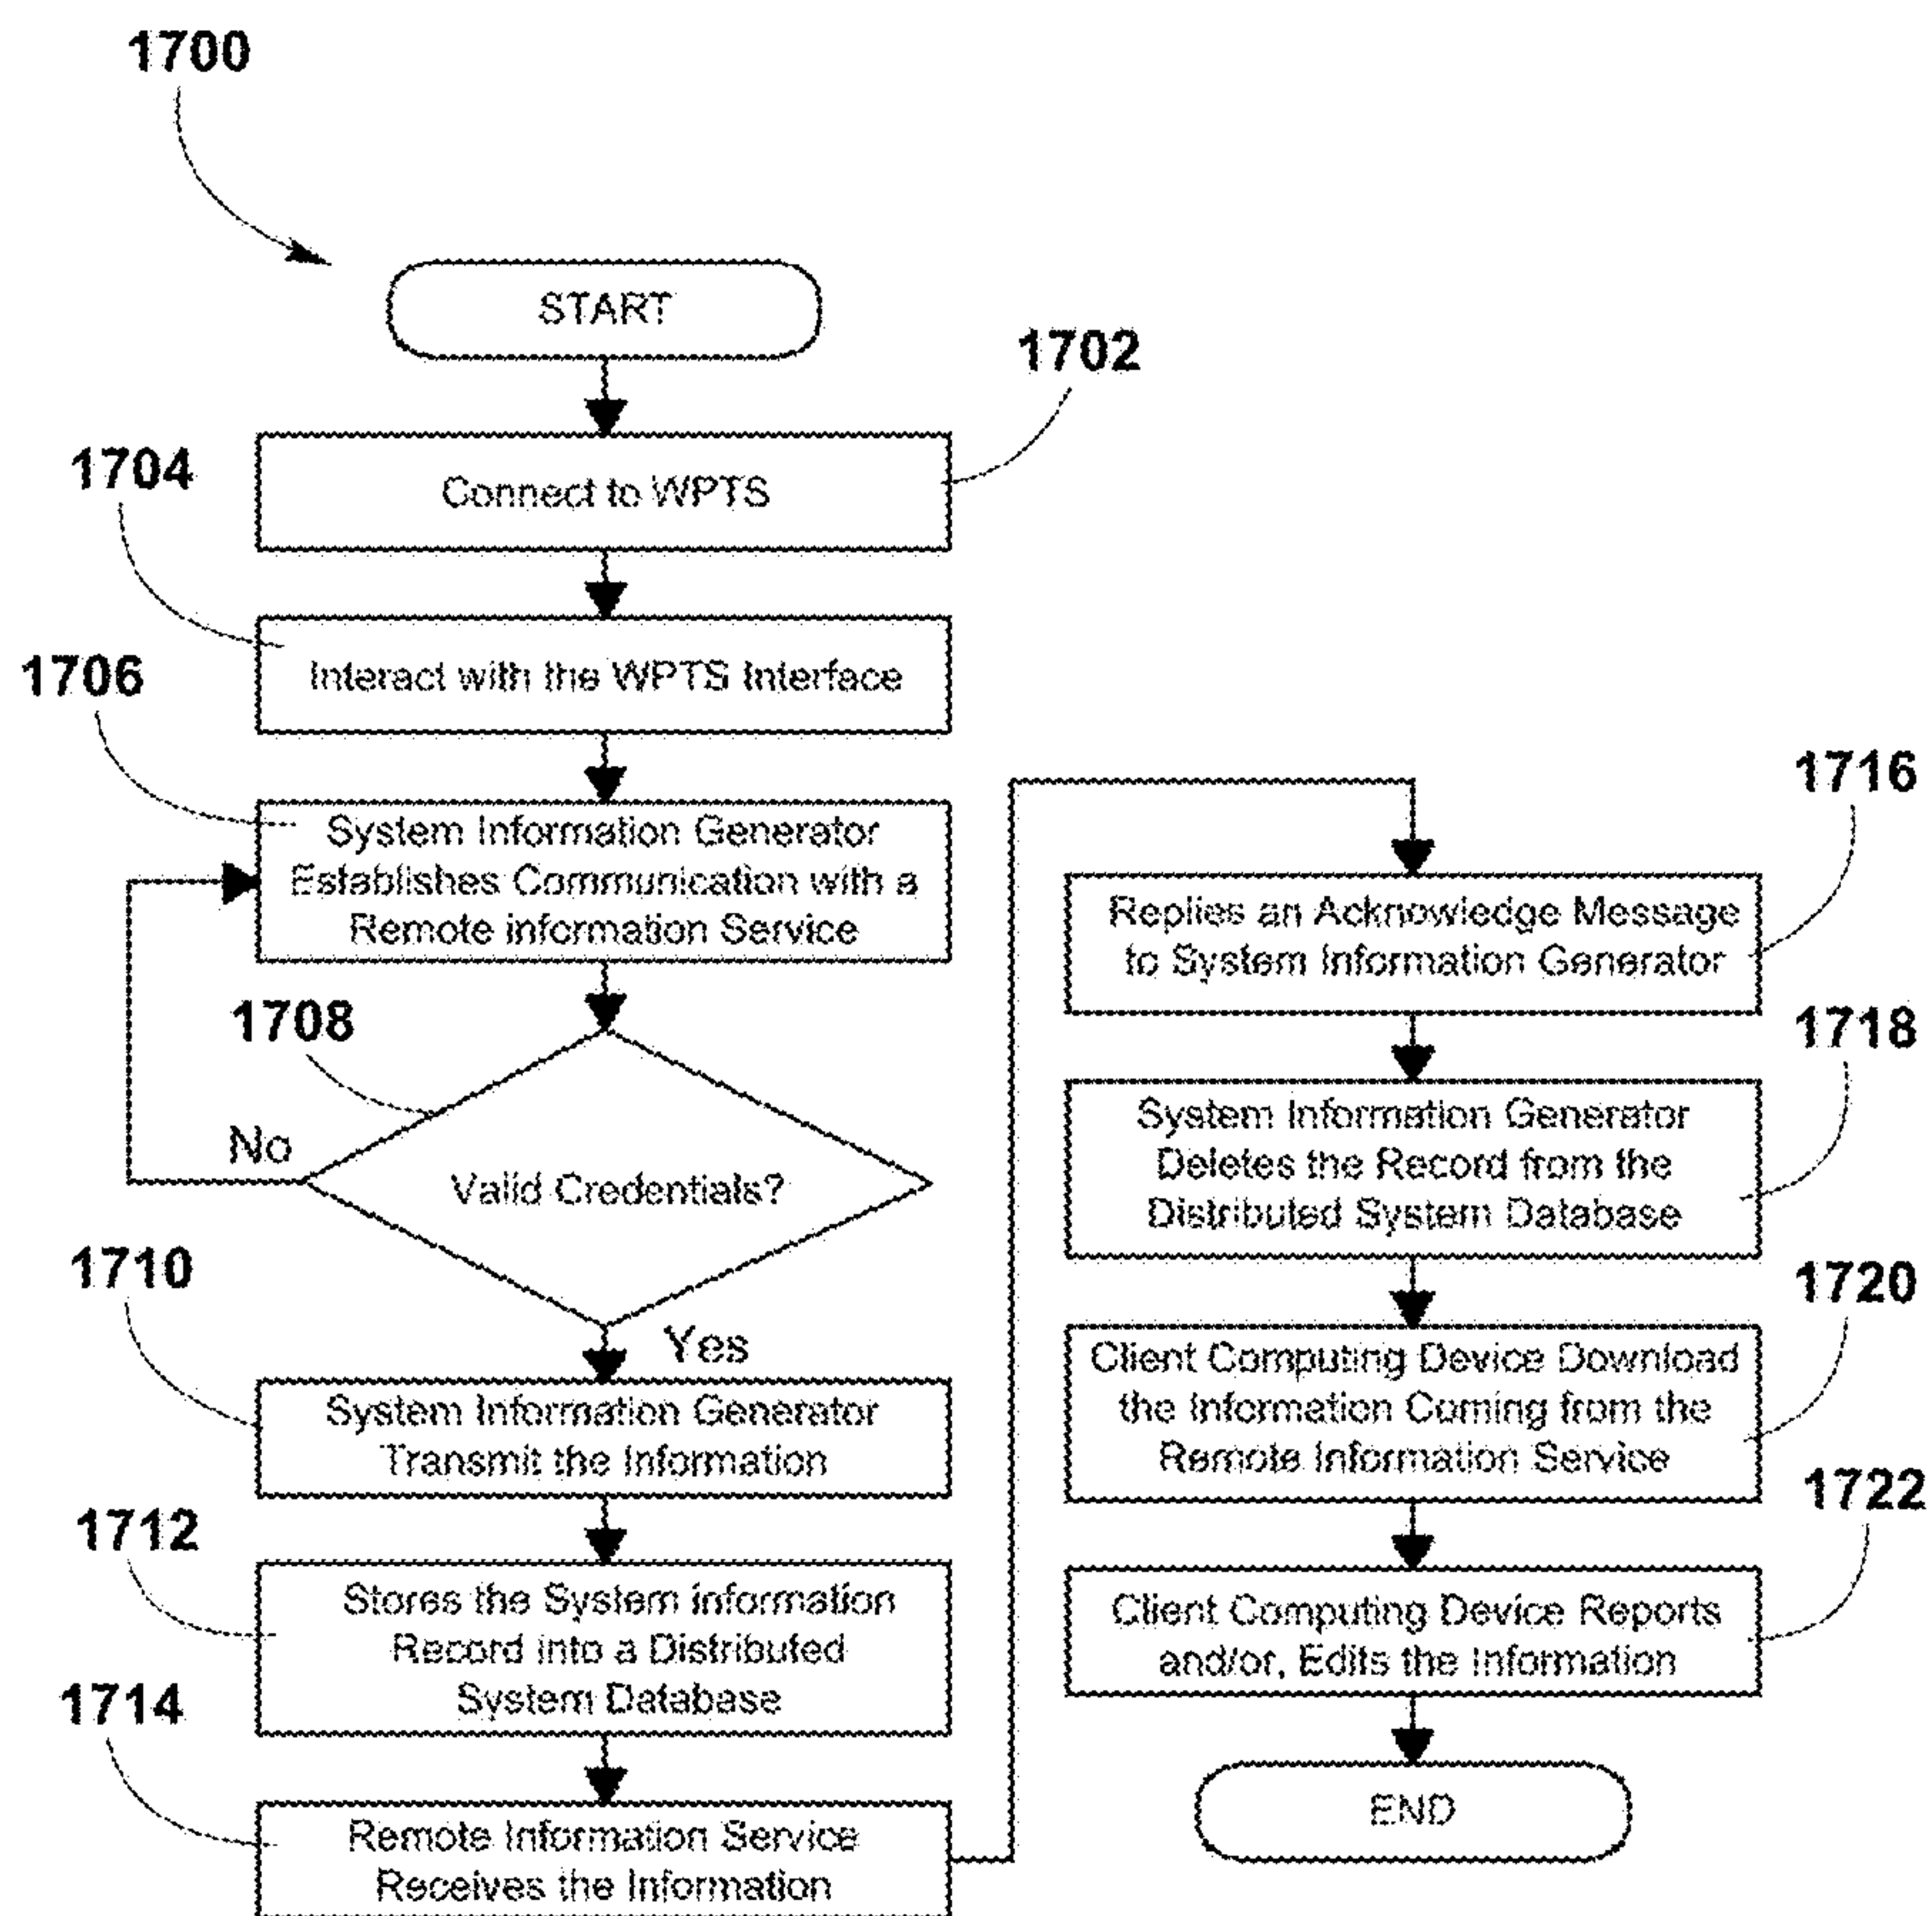 1700
START
1702
Connect to WPTS
1704
Interact with the WPTS Interface
1706
System Information Generator
Establishes Communication with a
Remote information Service
1708
No
Valid Credentials?
Yes
1710
System Information Generator
Transmit the Information
1712
Stores the System information
Record into a Distributed
System Database
1714
Remote Information Service
Receives the Information
1716
Replies an Acknowledge Message
to System Information Generator
1718
System Information Generator
Deletes the Record from the
Distributed System Database
1720
Client Computing Device Download
the Information Coming from the
Remote Information Service
1722
Client Computing Device Reports
and/or, Edits the Information
END